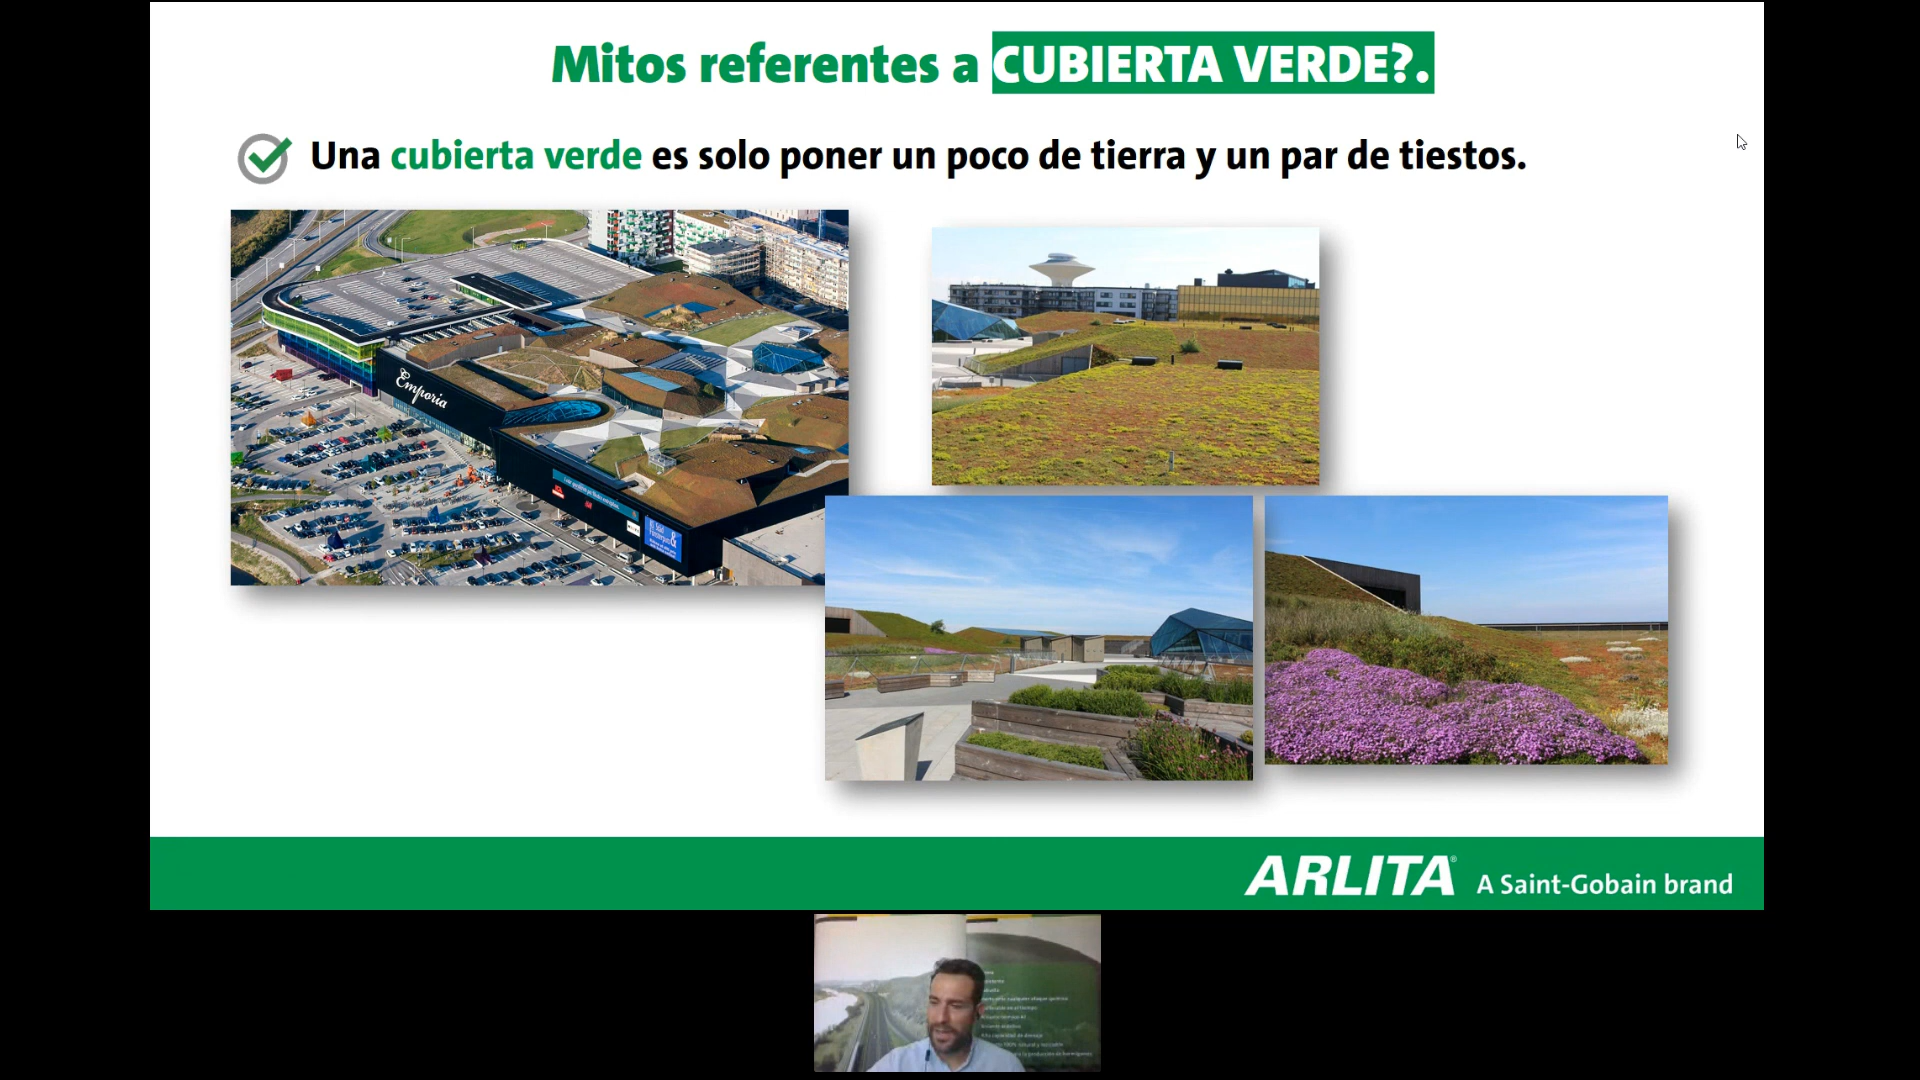 Mitos referentes a CUBIERTA VERDE?.
Una cubierta verde es solo poner un poco de tierra y un par de tiestos.
Emporia
ARLITA® A Saint-Gobain brand